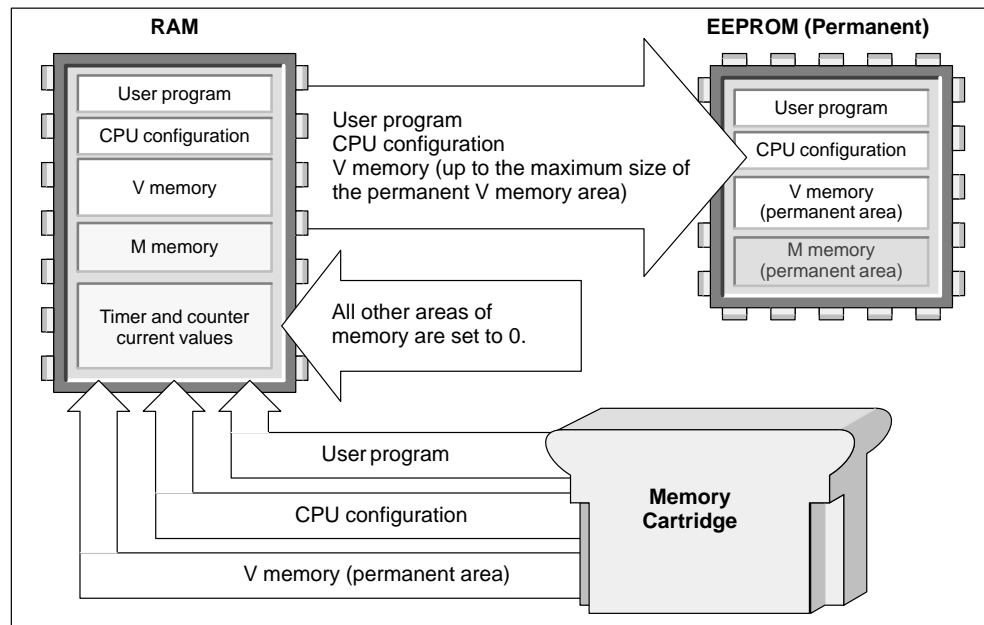 RAM
EEPROM (Permanent)
User program
CPU configuration
V memory
M memory
Timer and counter
current values
User program
CPU configuration
V memory (up to the maximum size of
the permanent V memory area)
User program
CPU configuration
V memory
(permanent area)
M memory
(permanent area)
All other areas of
memory are set to 0.
User program
CPU configuration
V memory (permanent area)
Memory
Cartridge